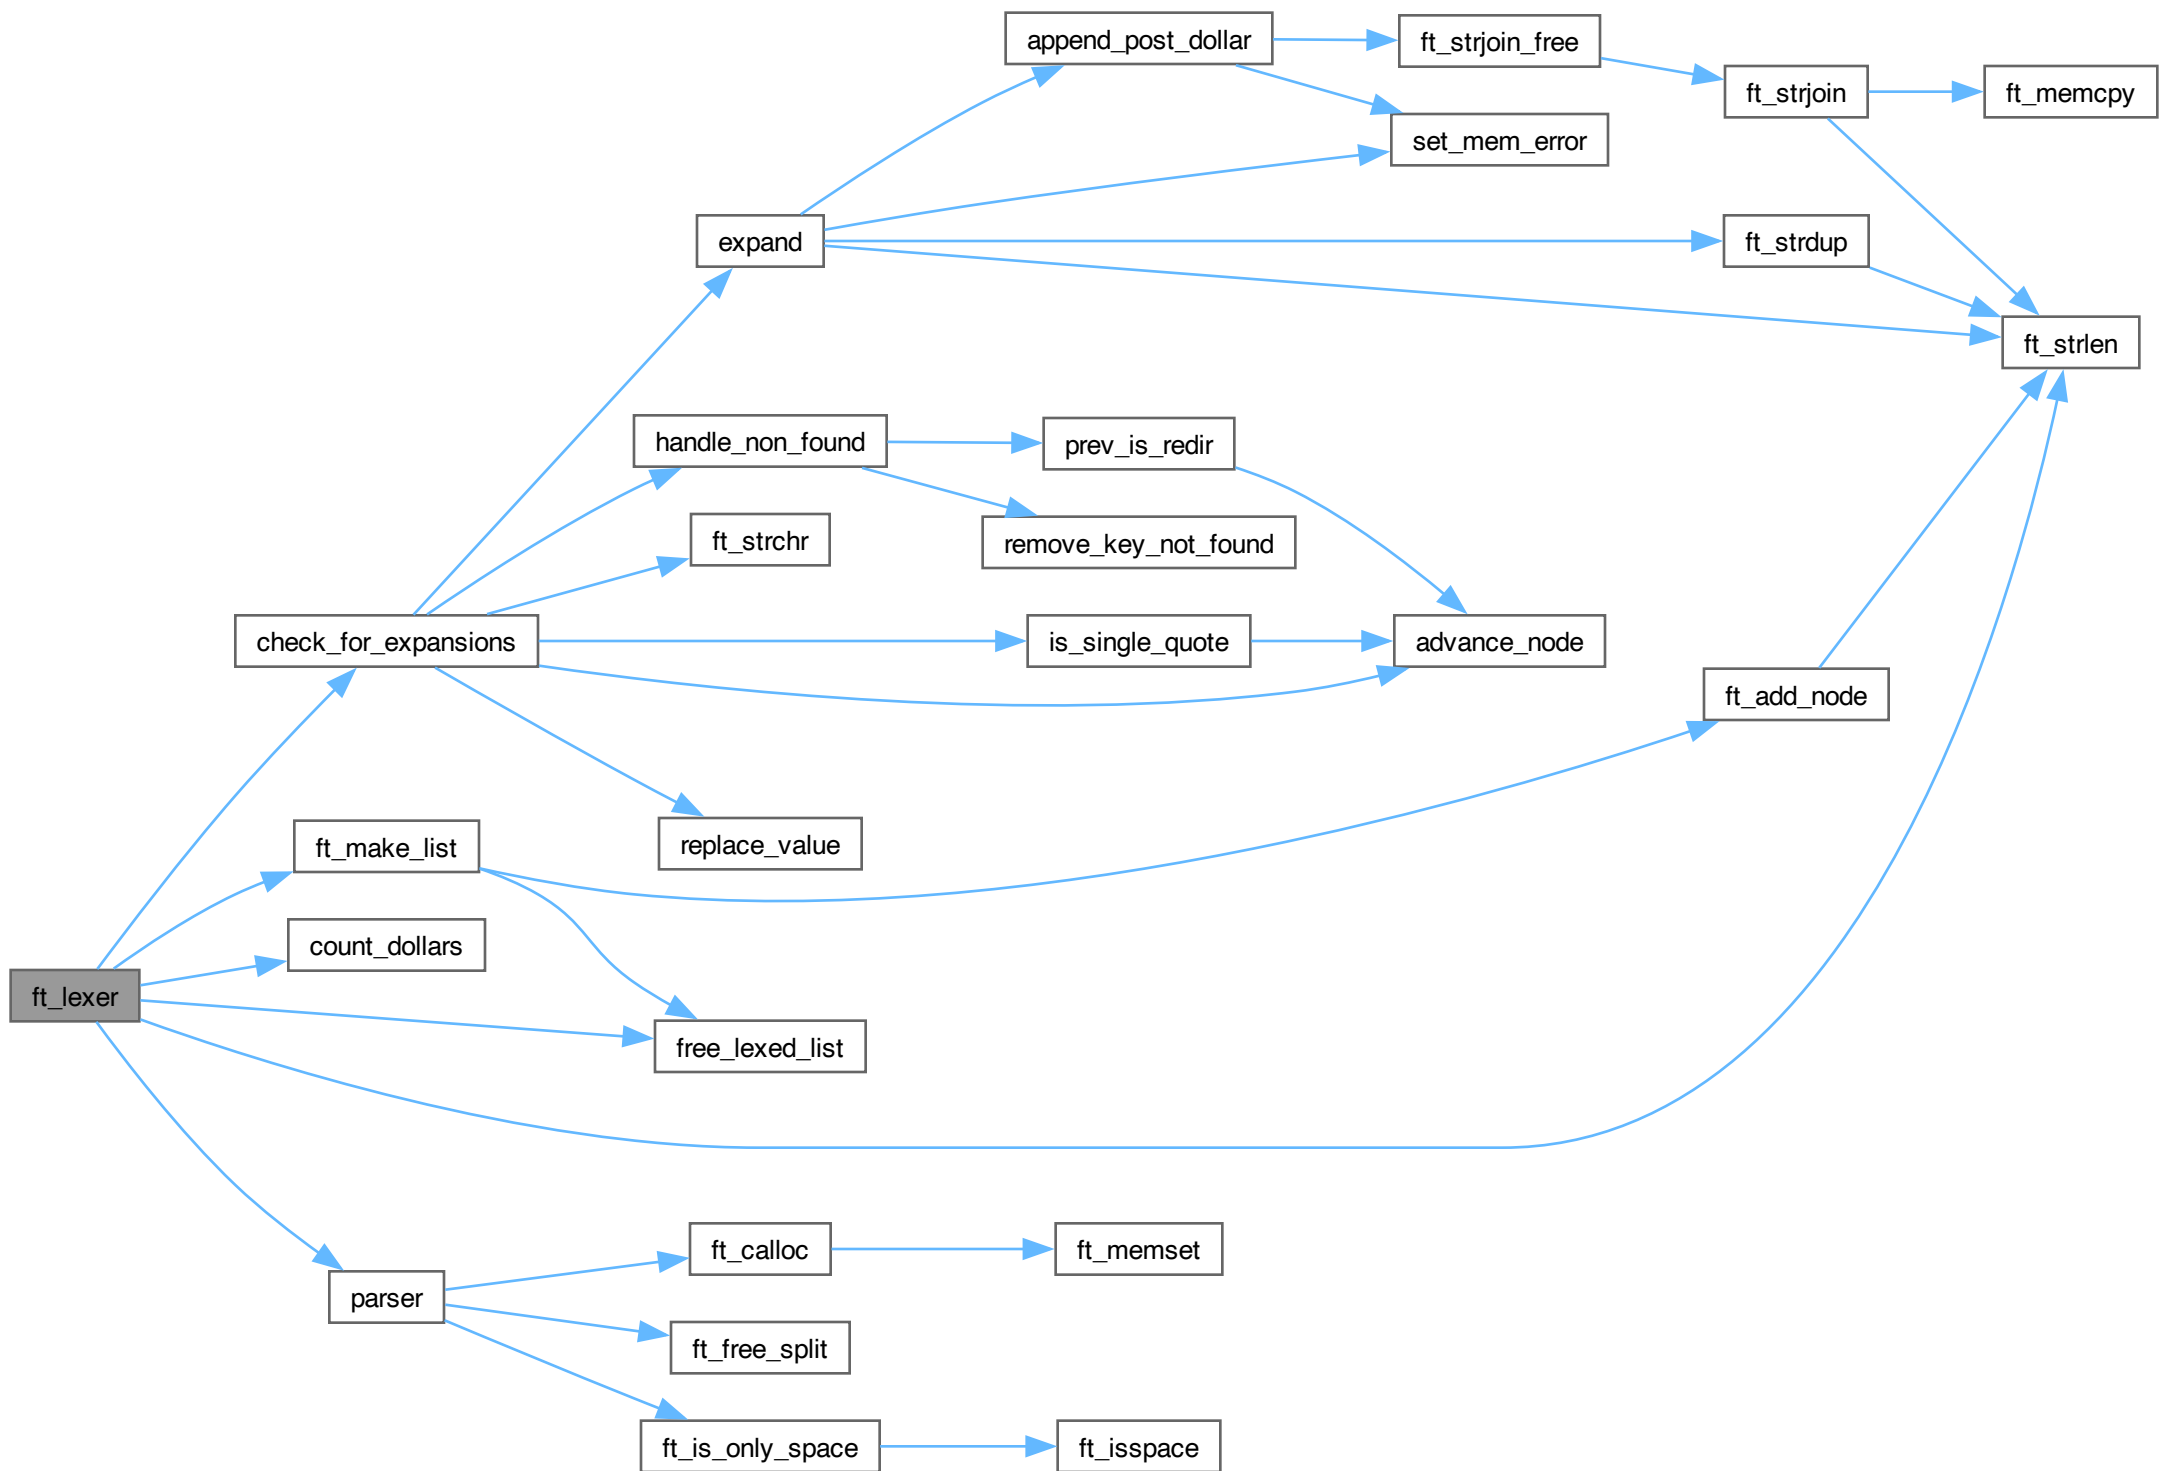 append_post_dollar
ft_strjoin_free
ft_strjoin
ft_memcpy
set_mem_error
expand
ft_strdup
ft_strlen
handle_non_found
prev_is_redir
ft_strchr
remove_key_not_found
check_for_expansions
is_single_quote
advance_node
ft_add_node
ft_make_list
replace_value
count_dollars
ft_lexer
free_lexed_list
ft_calloc
ft_memset
parser
ft_free_split
ft_is_only_space
ft_isspace